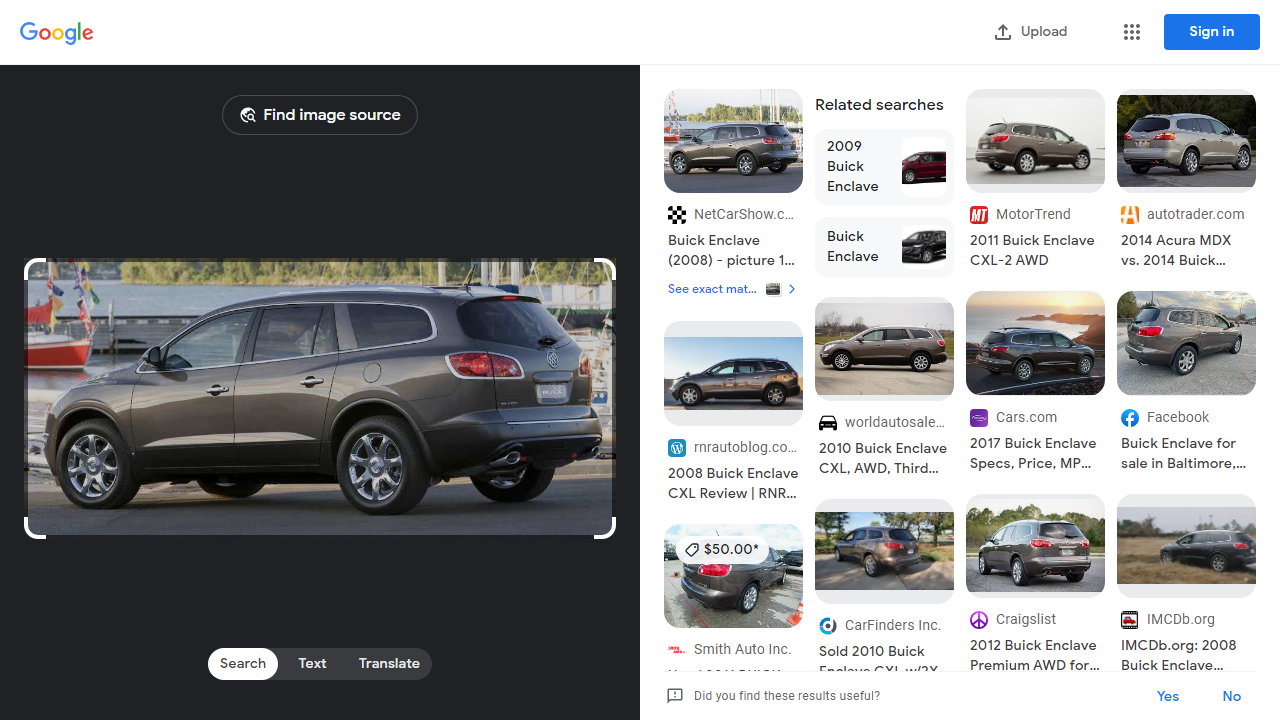 Google
Upload
Sign in
Find image source
Search
Text
Translate
NetCarShow.c...
Buick Enclave
(2008) - picture 1...
See exact mat...
rnrautoblog.co...
2008 Buick Enclave
CXL Review | RNR...
$50.00*
Smith Auto Inc.
Related searches
2009
Buick
Enclave
Buick
Enclave
worldautosale...
2010 Buick Enclave
CXL, AWD, Third...
CarFinders Inc.
Sold 2010 Buick
Enclave CXL w/2X
MT
MotorTrend
2011 Buick Enclave
CXL-2 AWD
Cars.com
2017 Buick Enclave
Specs, Price, MP...
Craigslist
2012 Buick Enclave
Premium AWD for...
autotrader.com
2014 Acura MDX
vs. 2014 Buick...
Facebook
Buick Enclave for
sale in Baltimore,...
IMCDb.org
IMCDb.org: 2008
Buick Enclave...
Did you find these results useful?
Yes
No